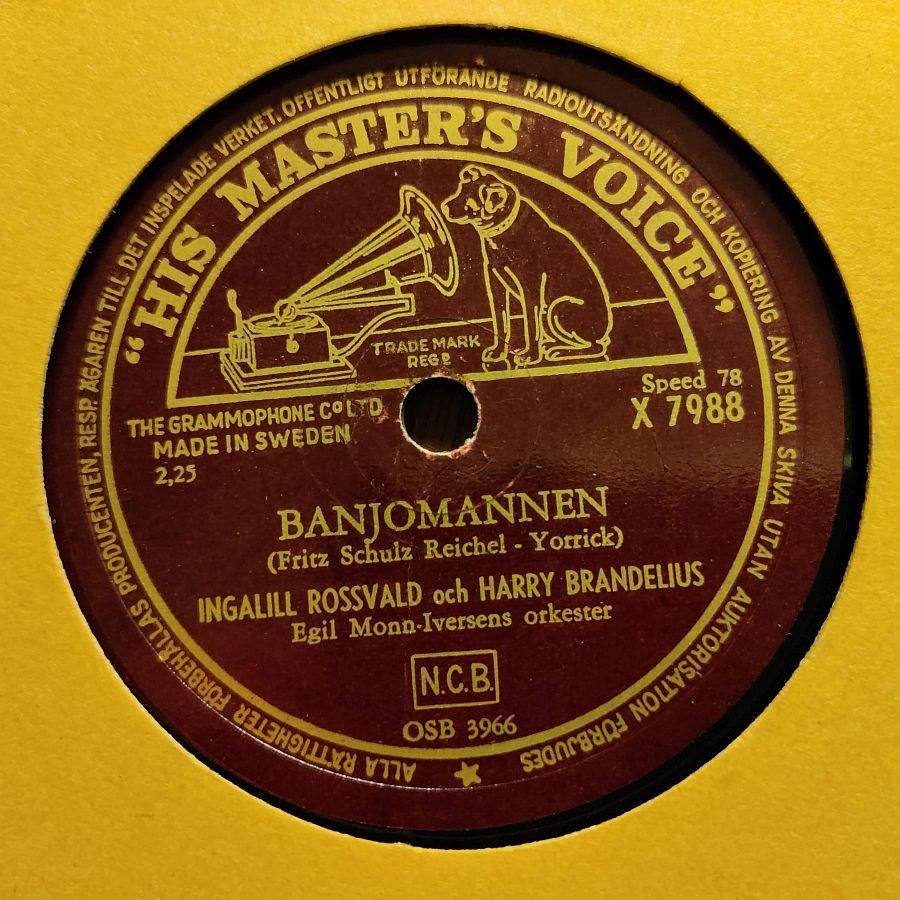 ALLA RÄTTIGHETER FÖRBEHÅLLAS PRODUCENTEN, RESP. ÄGAREN TILL DET INSPELADE VERKET. OFFENTLIGT UTFÖRANDE RADIOUTSÄNDNING OCH KOPIERING AV DENNA SKIVA UTAN AUKTORISATION FÖRBJUDES
"HIS MASTER'S VOICE"
TRADE MARK
REGD
Speed 78
X 7988
THE GRAMMOPHONE Co LTD
MADE IN SWEDEN
2,25
BANJOMANNEN
(Fritz Schulz Reichel - Yorrick)
INGALILL ROSSVALD och HARRY BRANDELIUS
Egil Monn-Iversens orkester
N.C.B.
OSB 3966